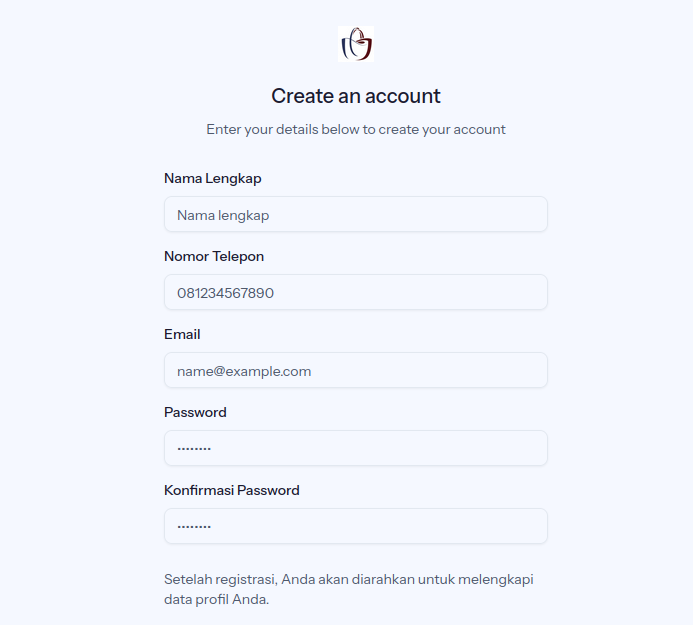 Create an account
Enter your details below to create your account
Nama Lengkap
Nama lengkap
Nomor Telepon
081234567890
Email
name@example.com
Password
••••••••
Konfirmasi Password
••••••••
Setelah registrasi, Anda akan diarahkan untuk melengkapi
data profil Anda.